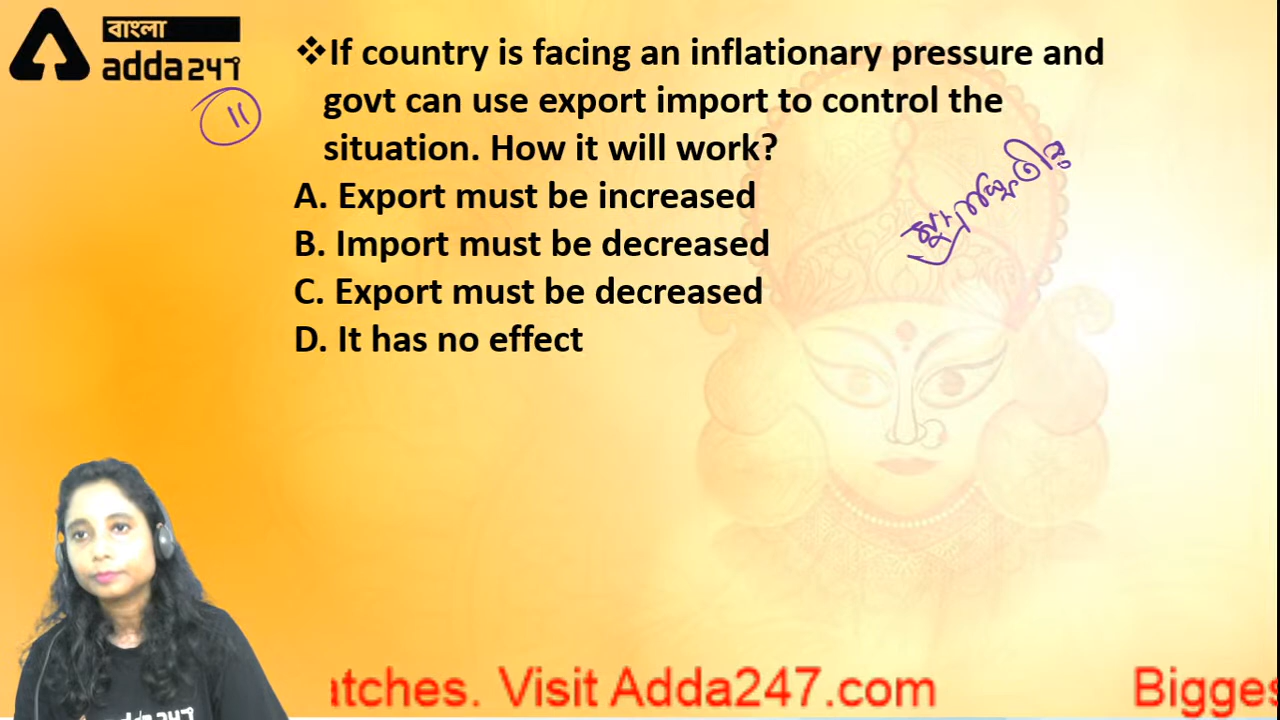 বাংলা
adda247
11
❖If country is facing an inflationary pressure and
govt can use export import to control the
situation. How it will work?
A. Export must be increased
B. Import must be decreased
C. Export must be decreased
D. It has no effect
মুদ্রাস্ফীতি
adda247
atches. Visit Adda247.com
Bigges